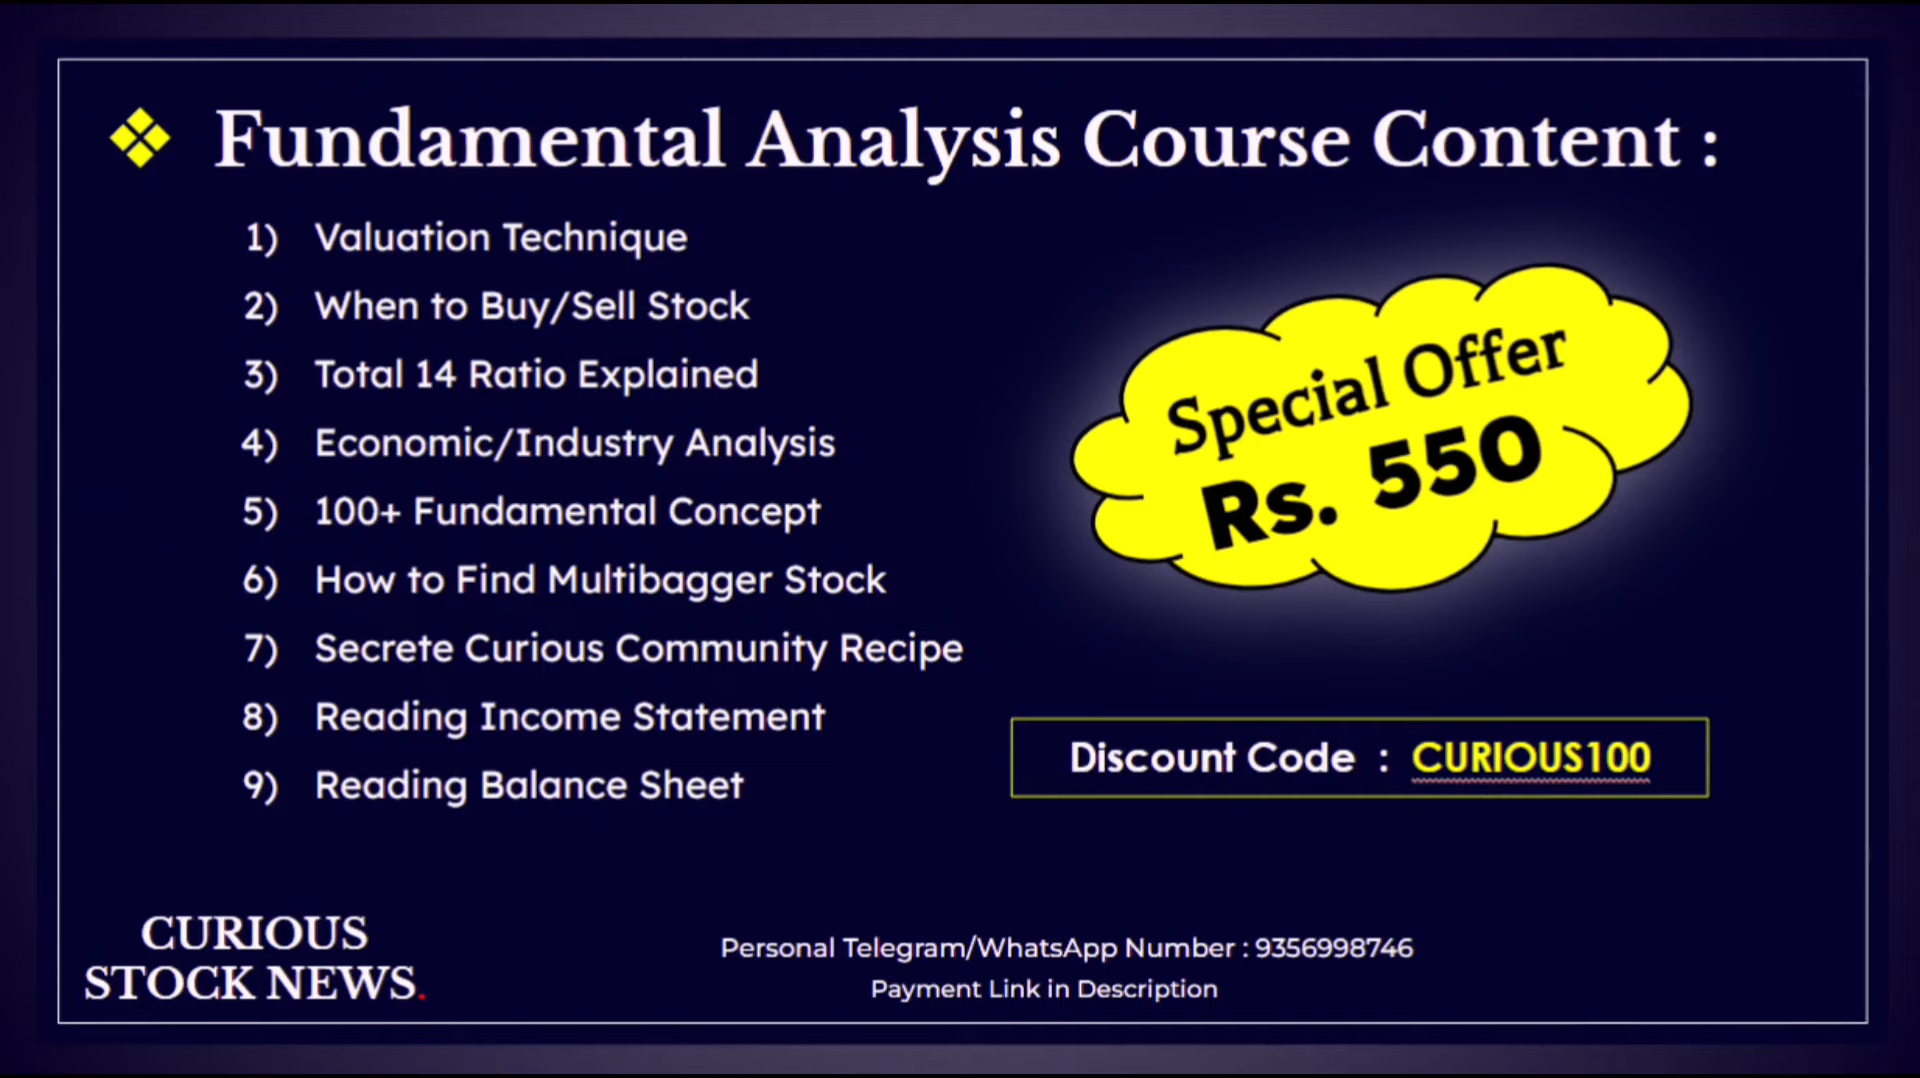 Fundamental Analysis Course Content :
1) Valuation Technique
2) When to Buy/Sell Stock
3) Total 14 Ratio Explained
4) Economic/Industry Analysis
5) 100+ Fundamental Concept
6) How to Find Multibagger Stock
7) Secrete Curious Community Recipe
8) Reading Income Statement
9) Reading Balance Sheet
Special Offer
Rs. 550
Discount Code : CURIOUS100
CURIOUS
STOCK NEWS.
Personal Telegram/WhatsApp Number : 9356998746
Payment Link in Description